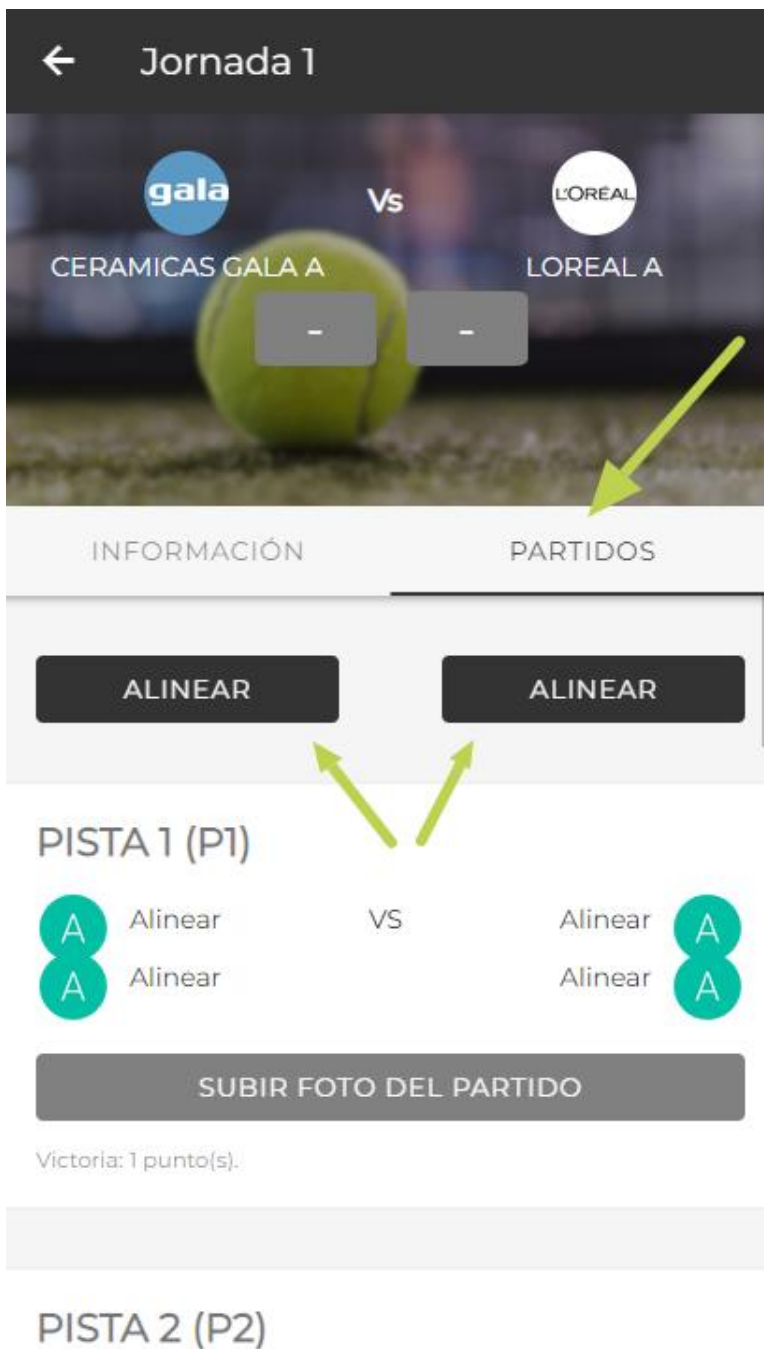 Jornada 1
gala
Vs
L'ORÉAL
CERAMICAS GALA A
LOREAL A
- -
INFORMACIÓN
PARTIDOS
ALINEAR
ALINEAR
PISTA 1 (P1)
A Alinear VS Alinear A
A Alinear Alinear A
SUBIR FOTO DEL PARTIDO
Victoria: 1 punto(s).
PISTA 2 (P2)